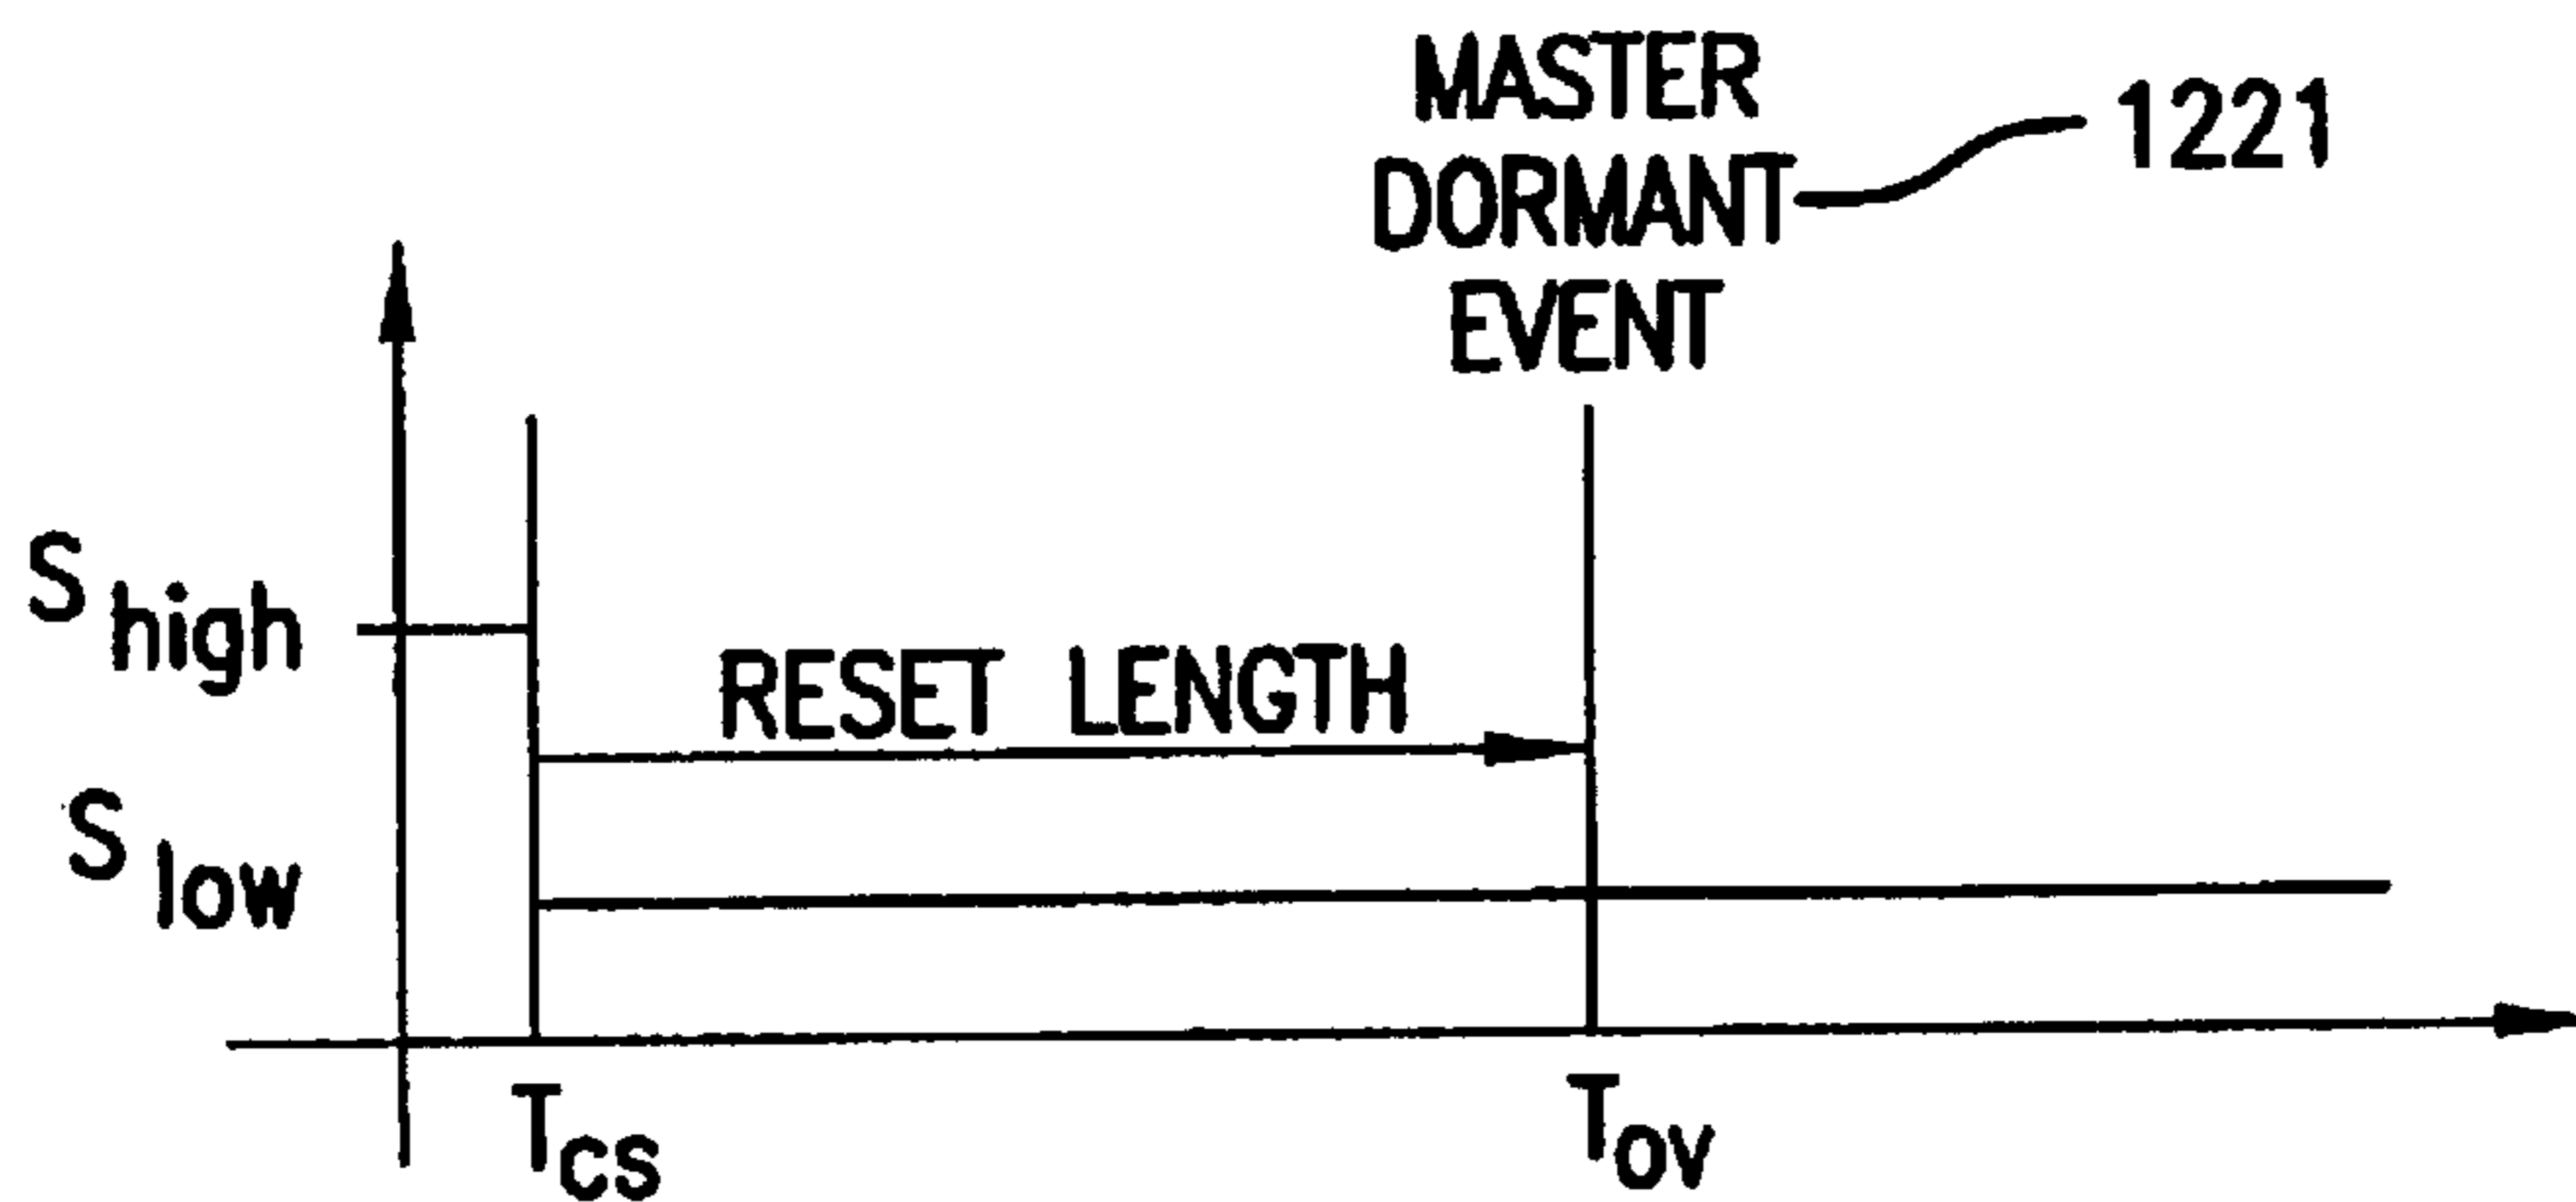 MASTER
DORMANT
EVENT
1221
S high
RESET LENGTH
S low
Tcs
Tov